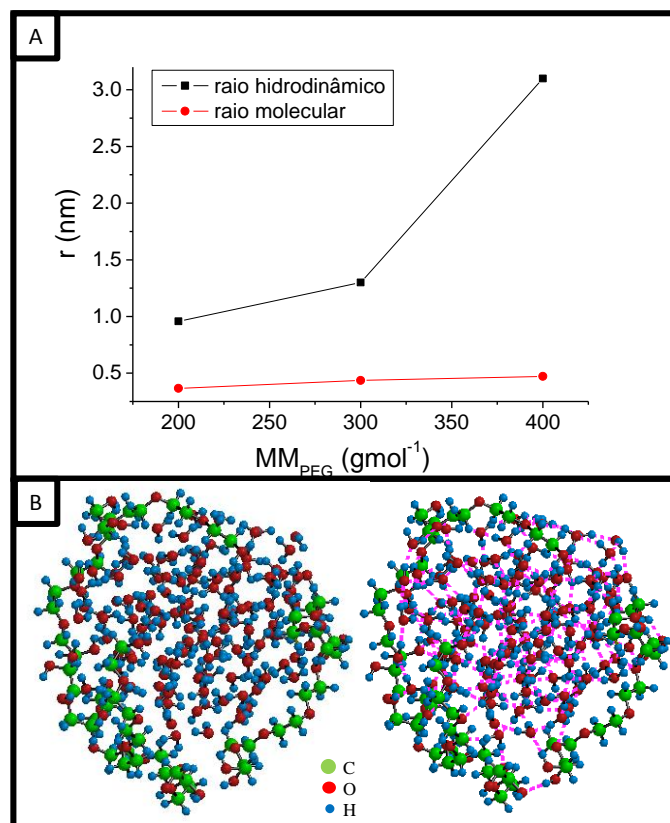 A
raio hidrodinâmico
raio molecular
3.0
2.5
2.0
1.5
1.0
0.5
r (nm)
200 250 300 350 400
MM_PEG (gmol⁻¹)
B
C
O
H